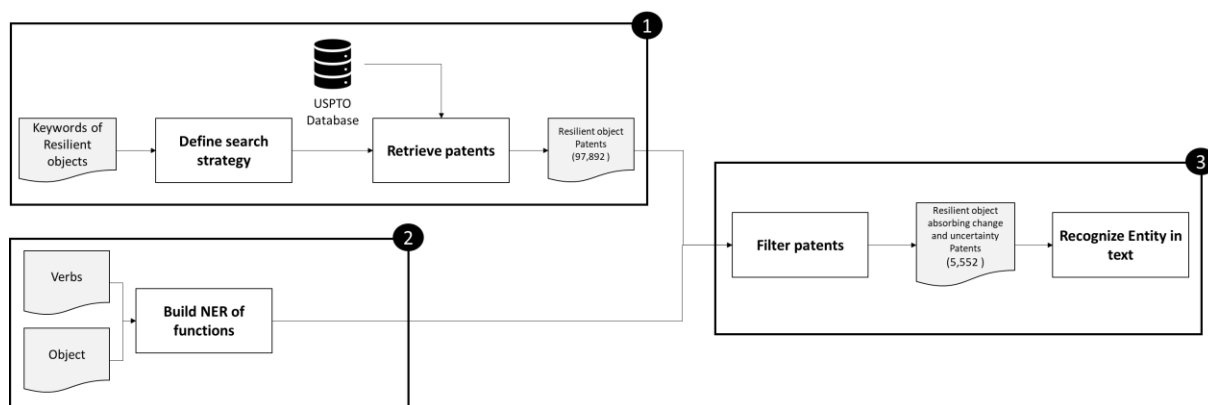 1
USPTO
Database
Keywords of
Resilient
objects
Define search
strategy
Retrieve patents
Resilient object
Patents
(97,892 )
2
Verbs
Object
Build NER of
functions
3
Filter patents
Resilient object
absorbing change
and uncertainty
Patents
(5,552 )
Recognize Entity in
text